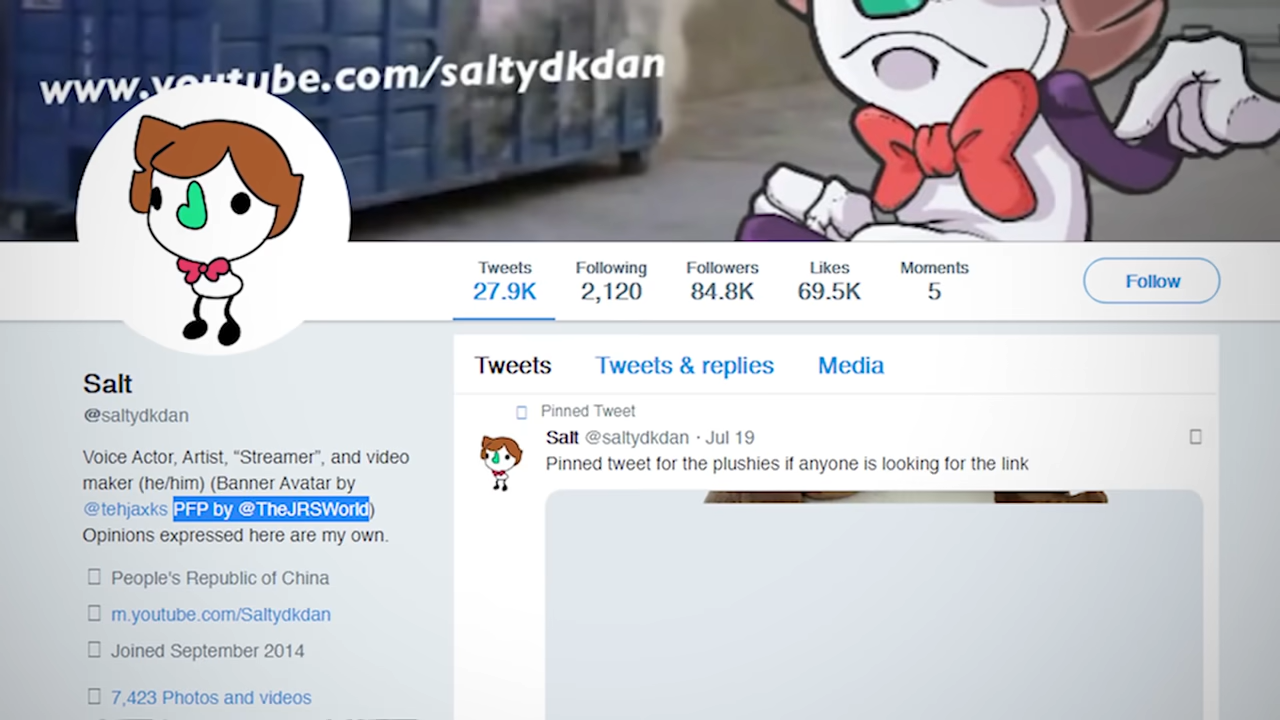 www.youtube.com/saltydkdan
Tweets Following Followers Likes Moments
27.9K 2,120 84.8K 69.5K 5
Follow
Salt
@saltydkdan
Voice Actor, Artist, “Streamer”, and video
maker (he/him) (Banner Avatar by
@tehjaxks PFP by @TheJRSWorld)
Opinions expressed here are my own.
People's Republic of China
m.youtube.com/Saltydkdan
Joined September 2014
7,423 Photos and videos
Tweets Tweets & replies Media
Pinned Tweet
Salt @saltydkdan · Jul 19
Pinned tweet for the plushies if anyone is looking for the link